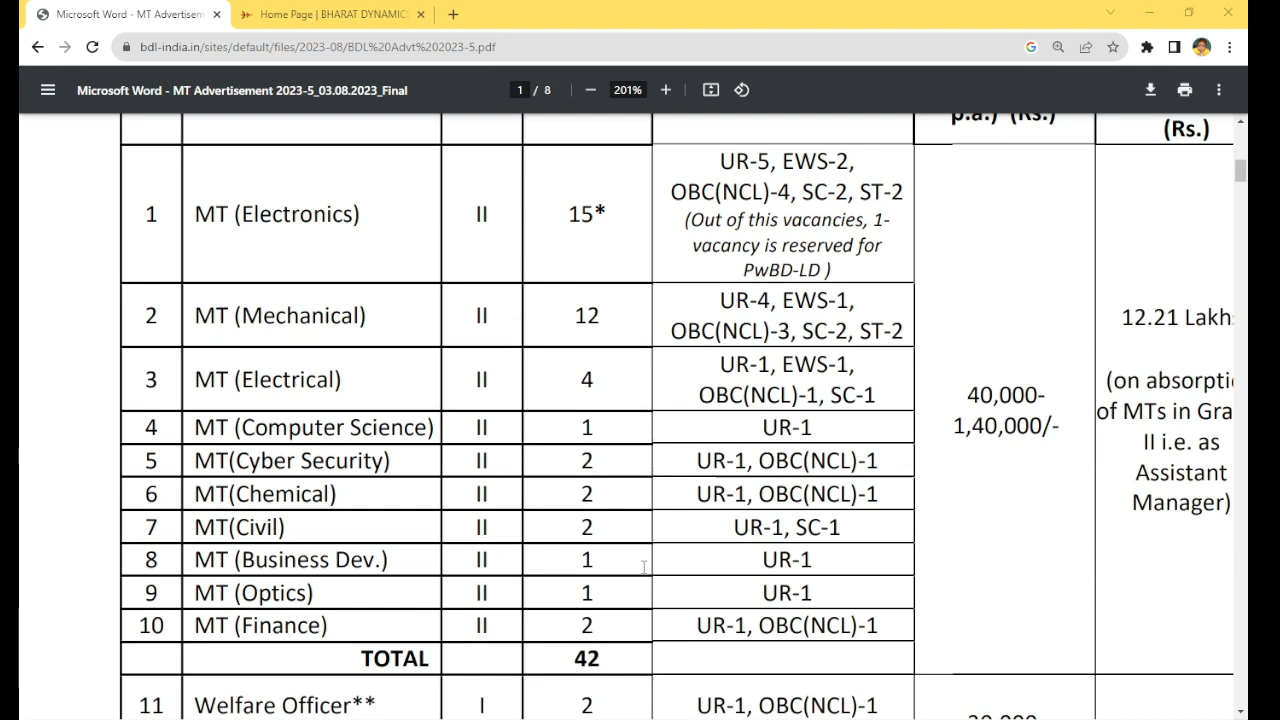 Microsoft Word - MT Advertisem
Home Page | BHARAT DYNAMICS
bdl-india.in/sites/default/files/2023-08/BDL%20Advt%202023-5.pdf
Microsoft Word - MT Advertisement 2023-5_03.08.2023_Final
1 / 8
201%
p.a.) (Rs.)
(Rs.)
1 MT (Electronics) II 15*
UR-5, EWS-2,
OBC(NCL)-4, SC-2, ST-2
(Out of this vacancies, 1-
vacancy is reserved for
PwBD-LD )
2 MT (Mechanical) II 12
UR-4, EWS-1,
OBC(NCL)-3, SC-2, ST-2
3 MT (Electrical) II 4
UR-1, EWS-1,
OBC(NCL)-1, SC-1
4 MT (Computer Science) II 1 UR-1
5 MT(Cyber Security) II 2 UR-1, OBC(NCL)-1
6 MT(Chemical) II 2 UR-1, OBC(NCL)-1
7 MT(Civil) II 2 UR-1, SC-1
8 MT (Business Dev.) II 1 UR-1
9 MT (Optics) II 1 UR-1
10 MT (Finance) II 2 UR-1, OBC(NCL)-1
TOTAL 42
40,000-
1,40,000/-
12.21 Lakh
(on absorpti
of MTs in Gra
II i.e. as
Assistant
Manager)
11 Welfare Officer** I 2 UR-1, OBC(NCL)-1